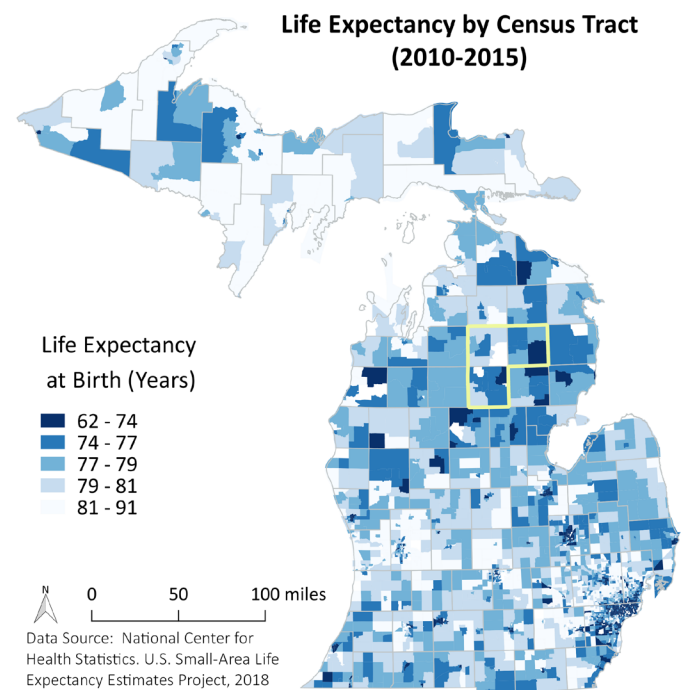 Life Expectancy by Census Tract
(2010-2015)
Life Expectancy
at Birth (Years)
62 - 74
74 - 77
77 - 79
79 - 81
81 - 91
N
0 50 100 miles
Data Source: National Center for
Health Statistics. U.S. Small-Area Life
Expectancy Estimates Project, 2018